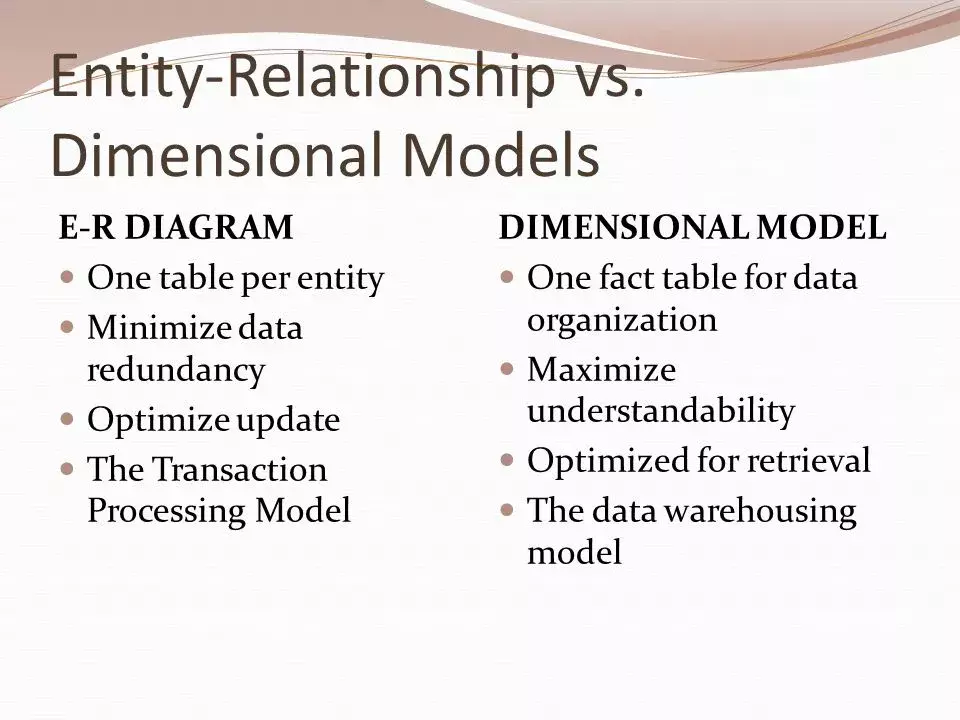 Entity-Relationship vs.
Dimensional Models
E-R DIAGRAM
• One table per entity
• Minimize data
redundancy
• Optimize update
• The Transaction
Processing Model
DIMENSIONAL MODEL
• One fact table for data
organization
• Maximize
understandability
• Optimized for retrieval
• The data warehousing
model